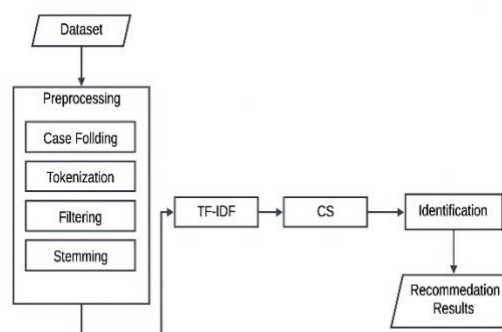 Dataset
Preprocessing
Case Follding
Tokenization
Filtering
Stemming
TF-IDF
CS
Identification
Recommedation
Results